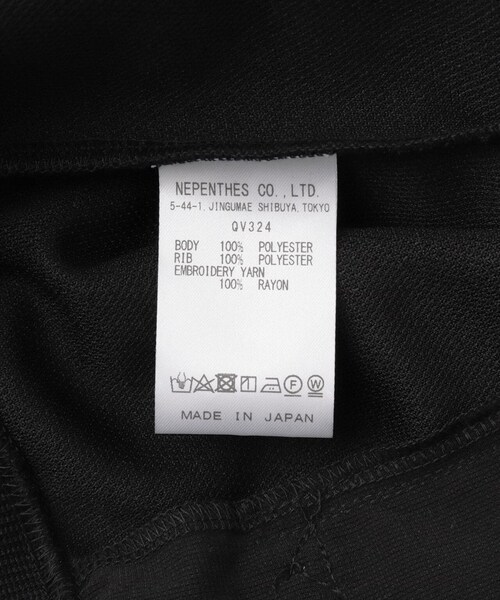 NEPENTHES CO.,LTD.
5-44-1, JINGUMAE SHIBUYA, TOKYO
QV324
BODY 100% POLYESTER
RIB 100% POLYESTER
EMBROIDERY YARN
100% RAYON
F W
MADE IN JAPAN